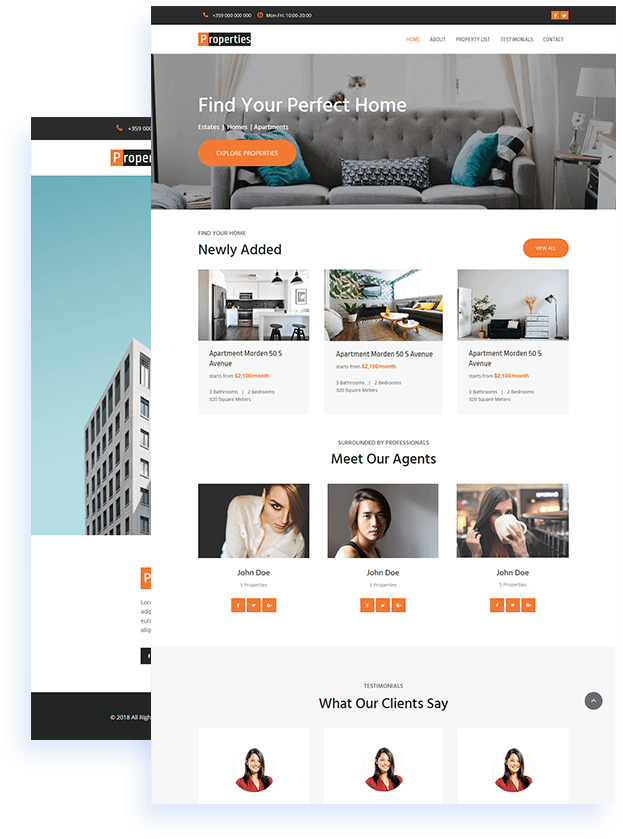 +359 000 000 000 Mon-Fri: 10:00-20:00
Properties
HOME ABOUT PROPERTY LIST TESTIMONIALS CONTACT
Find Your Perfect Home
Estates | Homes | Apartments
EXPLORE PROPERTIES
FIND YOUR HOME
Newly Added
VIEW ALL
Apartment Morden 50 S
Avenue
starts from $2,100/month
3 Bathrooms | 2 Bedrooms
320 Square Meters
Apartment Morden 50 S Avenue
starts from $2,100/month
3 Bathrooms | 2 Bedrooms
320 Square Meters
Apartment Morden 50 S
Avenue
starts from $2,100/month
3 Bathrooms | 2 Bedrooms
320 Square Meters
SURROUNDED BY PROFESSIONALS
Meet Our Agents
John Doe
5 Properties
John Doe
5 Properties
John Doe
5 Properties
TESTIMONIALS
What Our Clients Say
+359 000
Proper
P
Lore
adip
euis
aliq
© 2018 All Righ